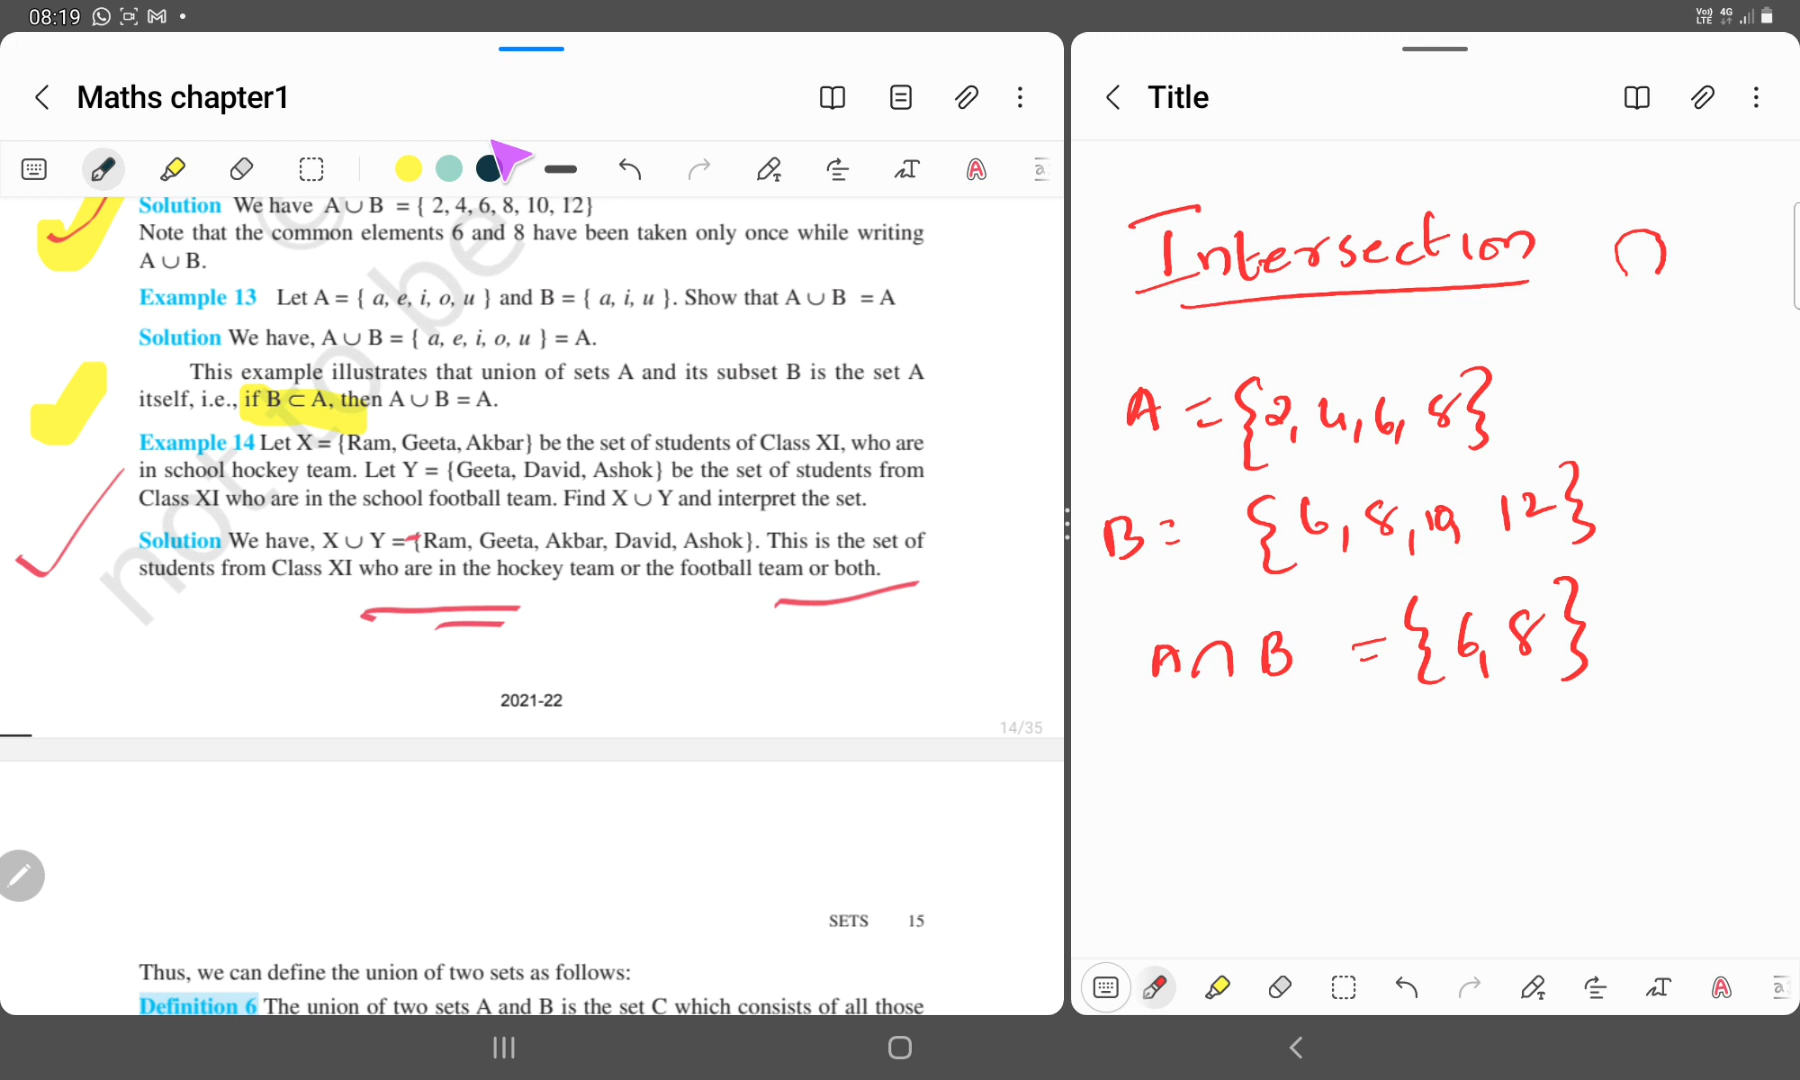 08:19
Vo)) 4G
LTE
Maths chapter1
Solution We have A ∪ B = { 2, 4, 6, 8, 10, 12}
Note that the common elements 6 and 8 have been taken only once while writing
A ∪ B.
Example 13 Let A = { a, e, i, o, u } and B = { a, i, u }. Show that A ∪ B = A
Solution We have, A ∪ B = { a, e, i, o, u } = A.
This example illustrates that union of sets A and its subset B is the set A
itself, i.e., if B ⊂ A, then A ∪ B = A.
Example 14 Let X = {Ram, Geeta, Akbar} be the set of students of Class XI, who are
in school hockey team. Let Y = {Geeta, David, Ashok} be the set of students from
Class XI who are in the school football team. Find X ∪ Y and interpret the set.
Solution We have, X ∪ Y = {Ram, Geeta, Akbar, David, Ashok}. This is the set of
students from Class XI who are in the hockey team or the football team or both.
not to be
©
2021-22
14/35
SETS 15
Thus, we can define the union of two sets as follows:
Definition 6 The union of two sets A and B is the set C which consists of all those
Title
Intersection ∩
A = {2, 4, 6, 8}
B = {6, 8, 10, 12}
A ∩ B = {6, 8}